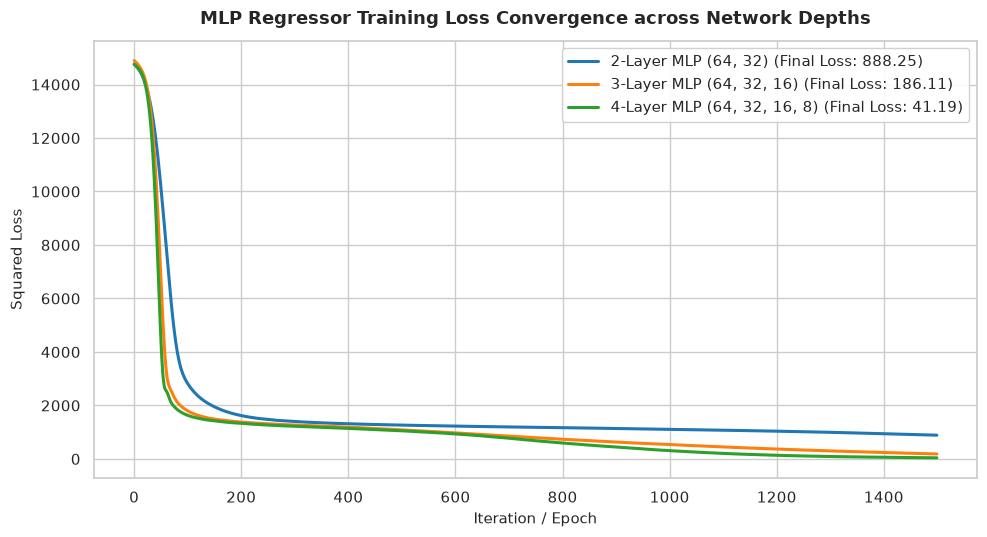 MLP Regressor Training Loss Convergence across Network Depths
2-Layer MLP (64, 32) (Final Loss: 888.25)
3-Layer MLP (64, 32, 16) (Final Loss: 186.11)
4-Layer MLP (64, 32, 16, 8) (Final Loss: 41.19)
Squared Loss
14000
12000
10000
8000
6000
4000
2000
0
0 200 400 600 800 1000 1200 1400
Iteration / Epoch